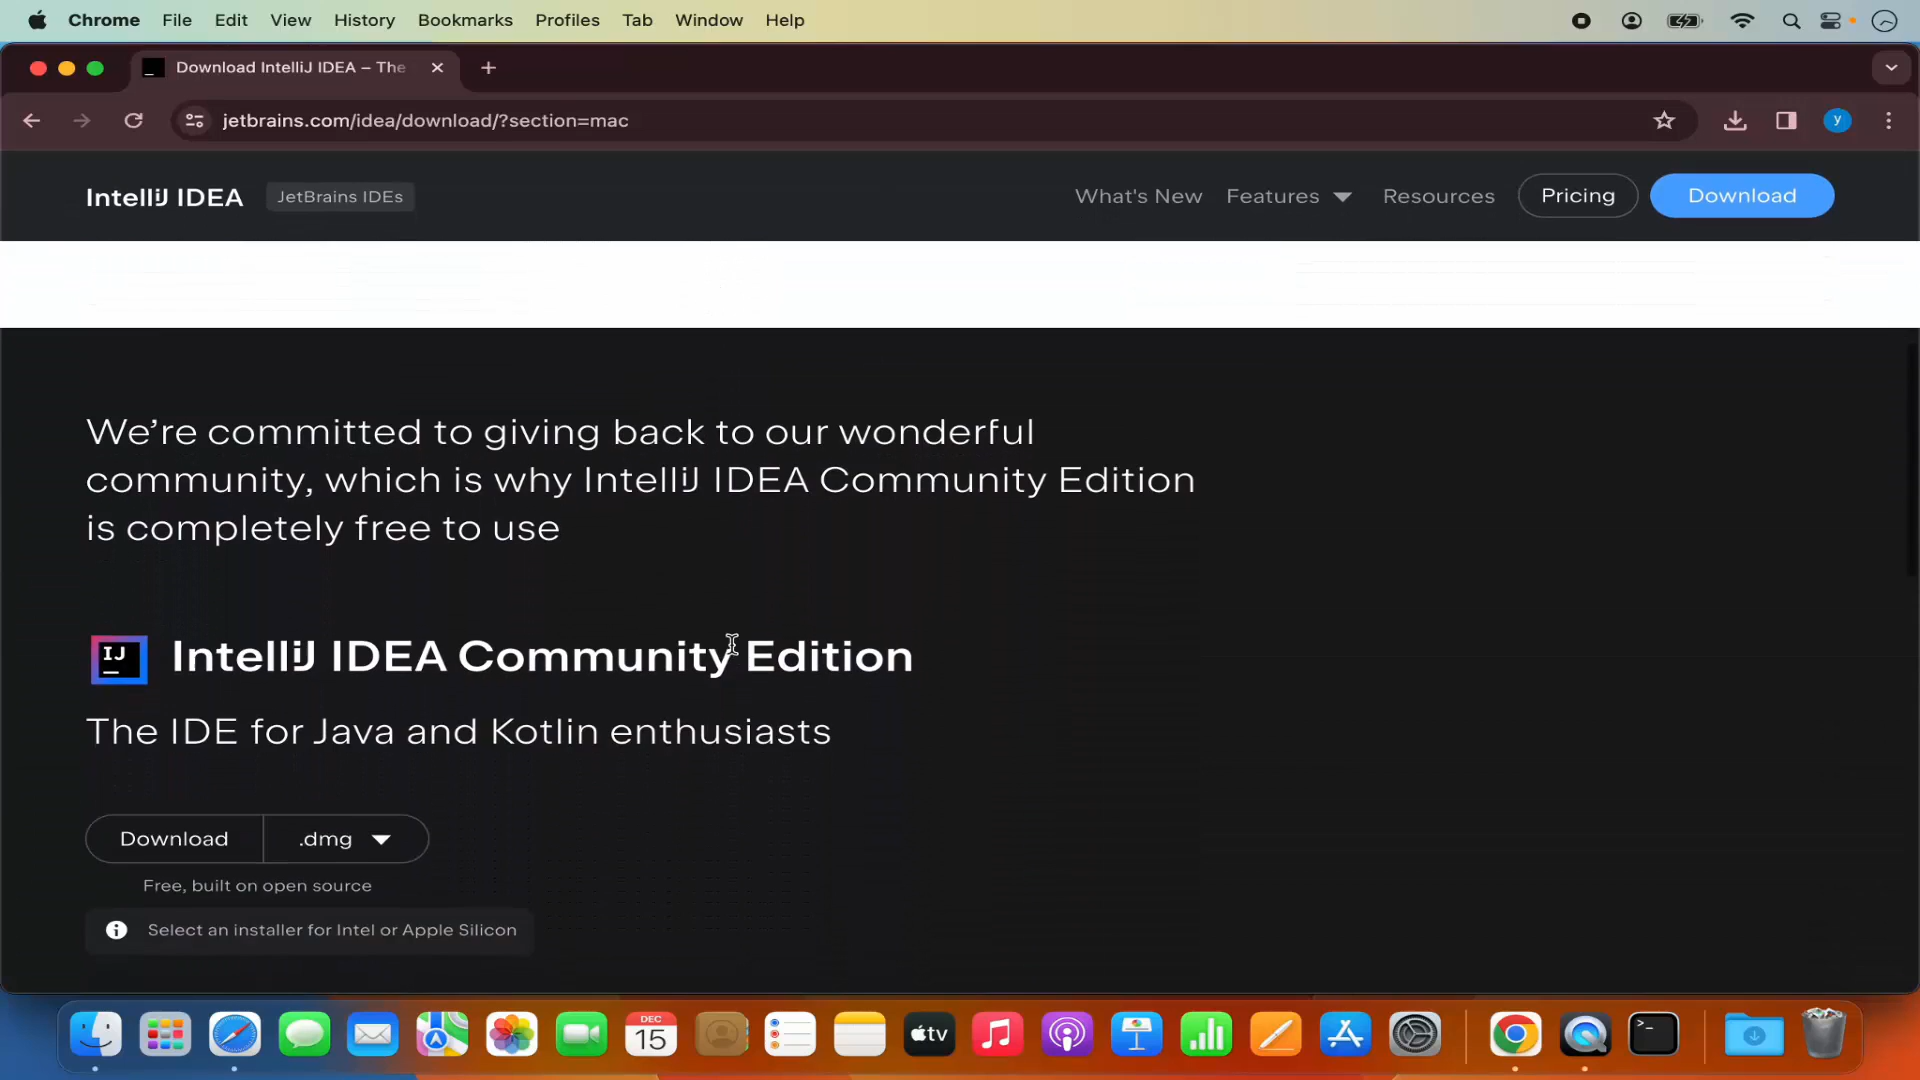 Chrome File Edit View History Bookmarks Profiles Tab Window Help
Download IntelliJ IDEA – The
jetbrains.com/idea/download/?section=mac
y
IntelliJ IDEA JetBrains IDEs What's New Features Resources Pricing Download
We're committed to giving back to our wonderful
community, which is why IntelliJ IDEA Community Edition
is completely free to use
IJ IntelliJ IDEA Community Edition
The IDE for Java and Kotlin enthusiasts
Download .dmg
Free, built on open source
Select an installer for Intel or Apple Silicon
DEC
15
tv